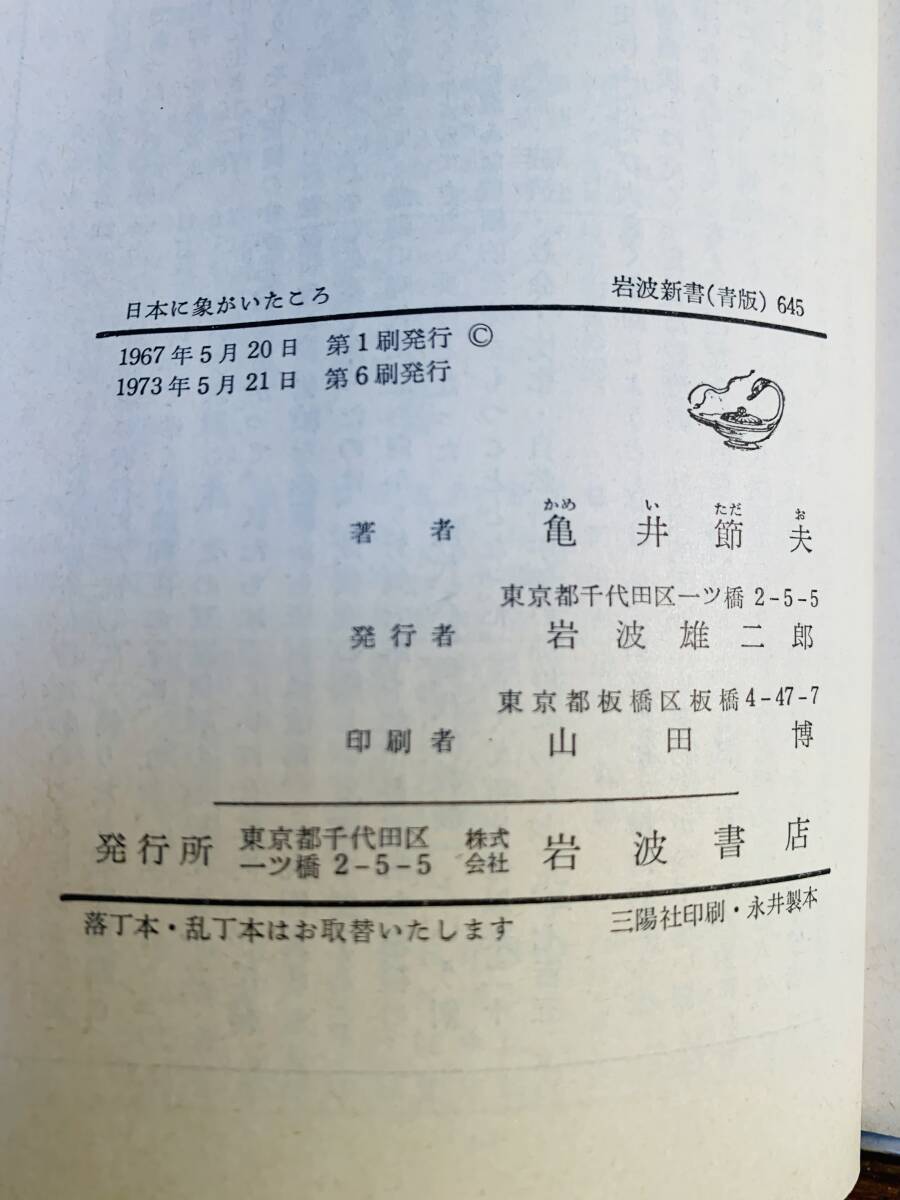 日本に象がいたころ
岩波新書(青版) 645
1967年5月20日 第1刷発行 ©
1973年5月21日 第6刷発行
かめ い ただ お
著者 亀井節夫
東京都千代田区一ツ橋 2-5-5
発行者 岩波雄二郎
東京都板橋区板橋4-47-7
印刷者 山田博
発行所 東京都千代田区一ツ橋 2-5-5 株式会社 岩波書店
落丁本・乱丁本はお取替いたします
三陽社印刷・永井製本